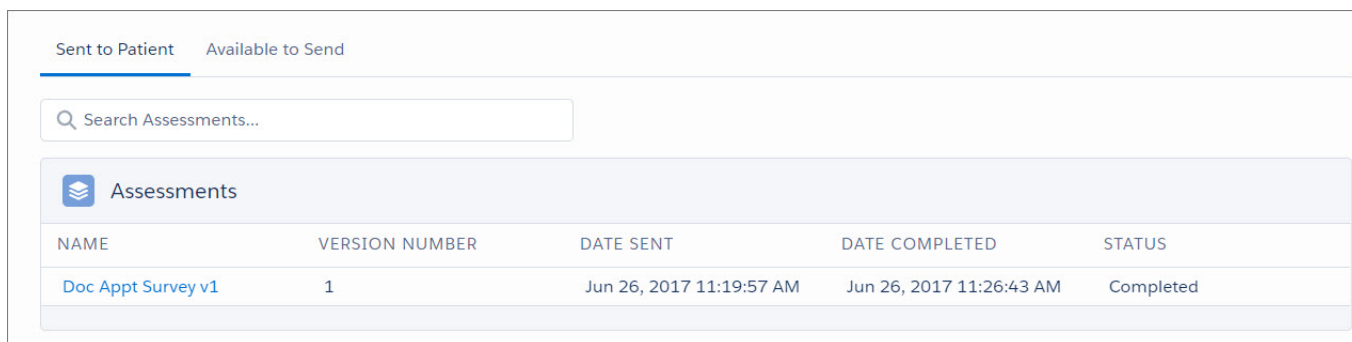 Sent to Patient Available to Send
Search Assessments...
Assessments
NAME VERSION NUMBER DATE SENT DATE COMPLETED STATUS
Doc Appt Survey v1 1 Jun 26, 2017 11:19:57 AM Jun 26, 2017 11:26:43 AM Completed